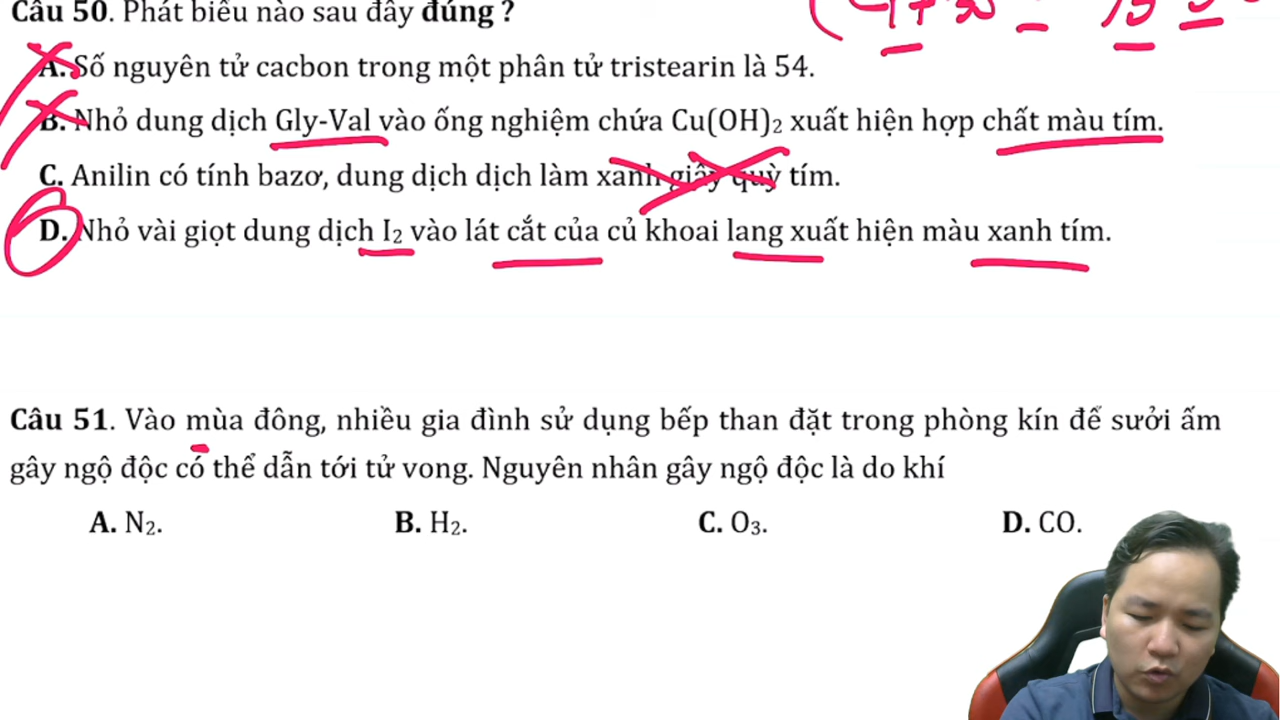 Câu 50. Phát biểu nào sau đây đúng ?
A. Số nguyên tử cacbon trong một phân tử tristearin là 54.
B. Nhỏ dung dịch Gly-Val vào ống nghiệm chứa Cu(OH)₂ xuất hiện hợp chất màu tím.
C. Anilin có tính bazơ, dung dịch dịch làm xanh giấy quỳ tím.
D. Nhỏ vài giọt dung dịch I₂ vào lát cắt của củ khoai lang xuất hiện màu xanh tím.
Câu 51. Vào mùa đông, nhiều gia đình sử dụng bếp than đặt trong phòng kín để sưởi ấm
gây ngộ độc có thể dẫn tới tử vong. Nguyên nhân gây ngộ độc là do khí
A. N₂. B. H₂. C. O₃. D. CO.